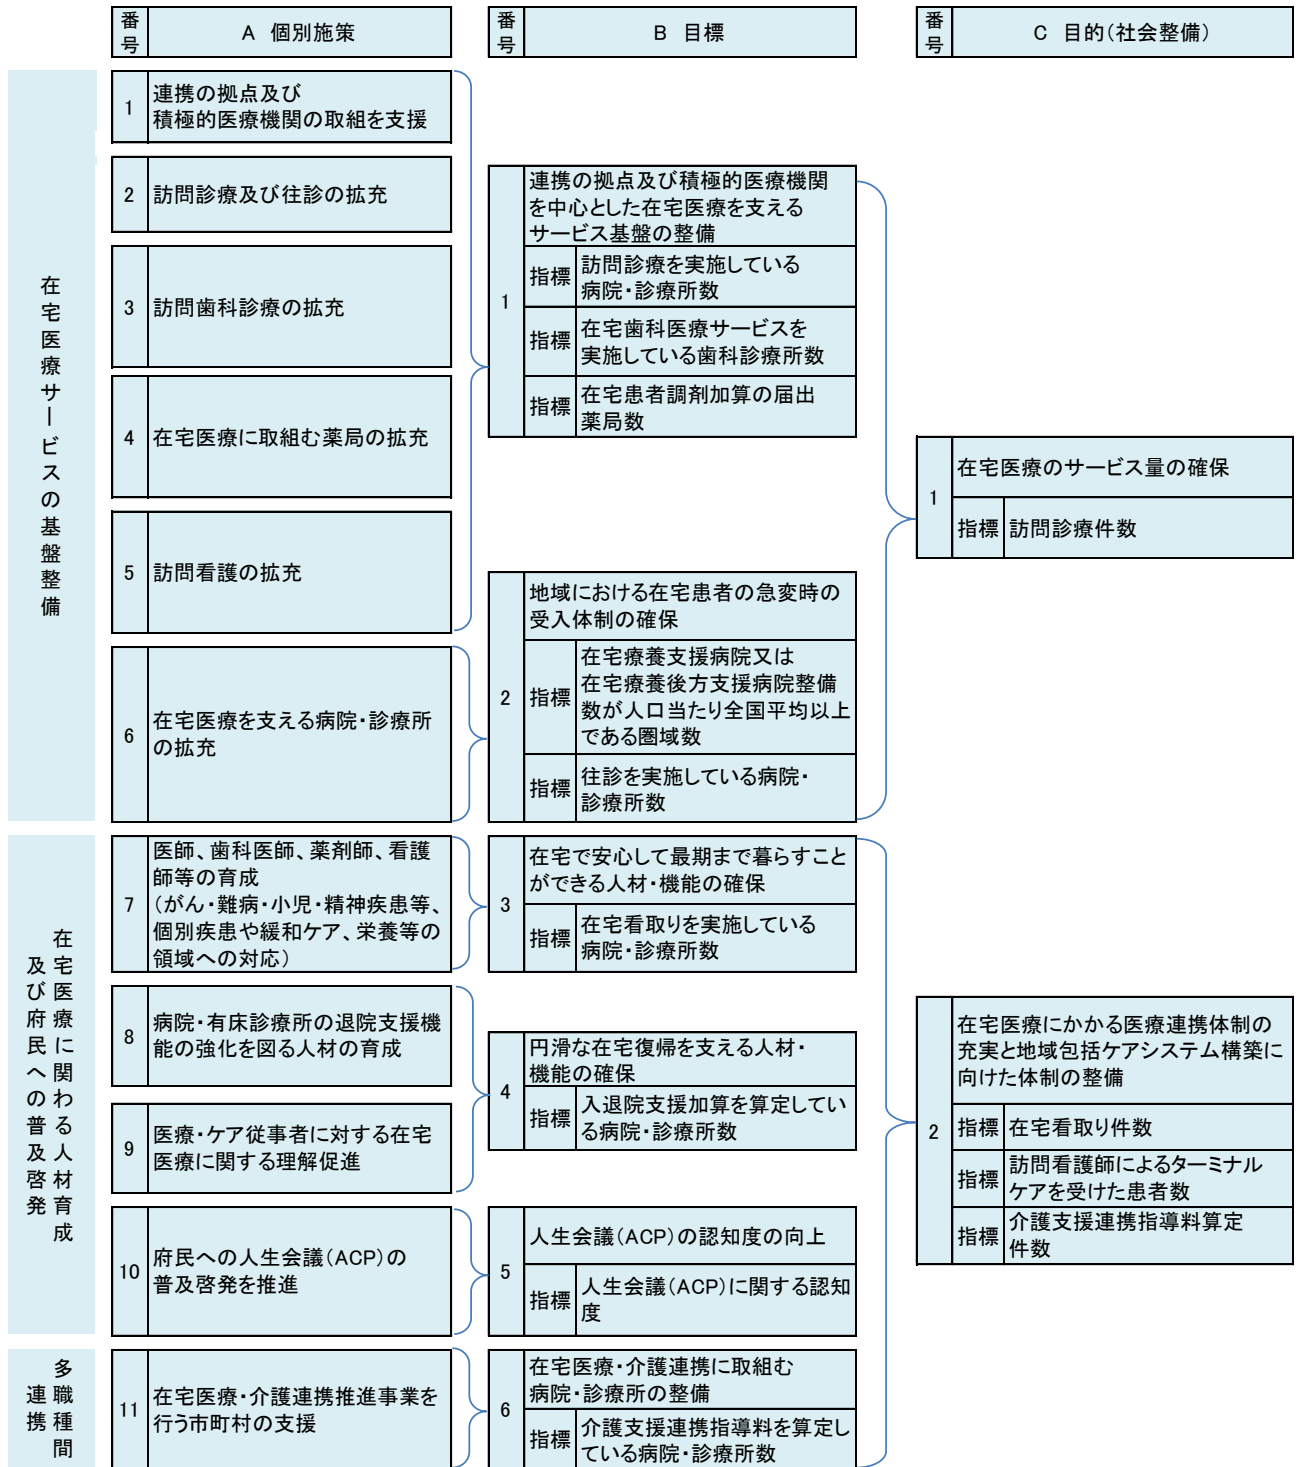 番号
A 個別施策
番号
B 目標
番号
C 目的(社会整備)
在宅医療サービスの基盤整備
1
連携の拠点及び
積極的医療機関の取組を支援
2
訪問診療及び往診の拡充
3
訪問歯科診療の拡充
4
在宅医療に取組む薬局の拡充
5
訪問看護の拡充
6
在宅医療を支える病院・診療所
の拡充
在宅医療に関わる人材育成
及び府民への普及啓発
7
医師、歯科医師、薬剤師、看護
師等の育成
(がん・難病・小児・精神疾患等、
個別疾患や緩和ケア、栄養等の
領域への対応)
8
病院・有床診療所の退院支援機
能の強化を図る人材の育成
9
医療・ケア従事者に対する在宅
医療に関する理解促進
10
府民への人生会議(ACP)の
普及啓発を推進
多職種間
連携
11
在宅医療・介護連携推進事業を
行う市町村の支援
1
連携の拠点及び積極的医療機関
を中心とした在宅医療を支える
サービス基盤の整備
指標
訪問診療を実施している
病院・診療所数
指標
在宅歯科医療サービスを
実施している歯科診療所数
指標
在宅患者調剤加算の届出
薬局数
2
地域における在宅患者の急変時の
受入体制の確保
指標
在宅療養支援病院又は
在宅療養後方支援病院整備
数が人口当たり全国平均以上
である圏域数
指標
往診を実施している病院・
診療所数
3
在宅で安心して最期まで暮らすこと
ができる人材・機能の確保
指標
在宅看取りを実施している
病院・診療所数
4
円滑な在宅復帰を支える人材・
機能の確保
指標
入退院支援加算を算定してい
る病院・診療所数
5
人生会議(ACP)の認知度の向上
指標
人生会議(ACP)に関する認知
度
6
在宅医療・介護連携に取組む
病院・診療所の整備
指標
介護支援連携指導料を算定し
ている病院・診療所数
1
在宅医療のサービス量の確保
指標
訪問診療件数
2
在宅医療にかかる医療連携体制の
充実と地域包括ケアシステム構築に
向けた体制の整備
指標
在宅看取り件数
指標
訪問看護師によるターミナル
ケアを受けた患者数
指標
介護支援連携指導料算定
件数